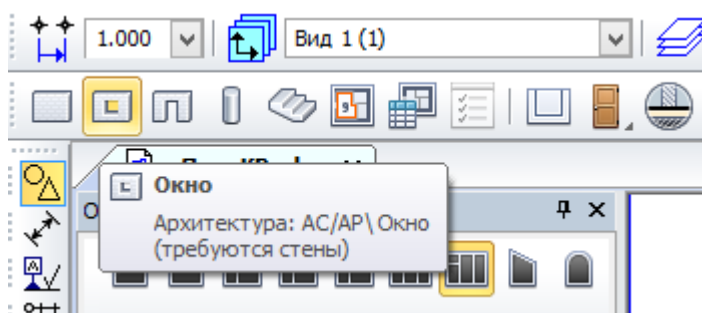 1.000
Вид 1 (1)
Окно
Архитектура: АС/АР\Окно
(требуются стены)